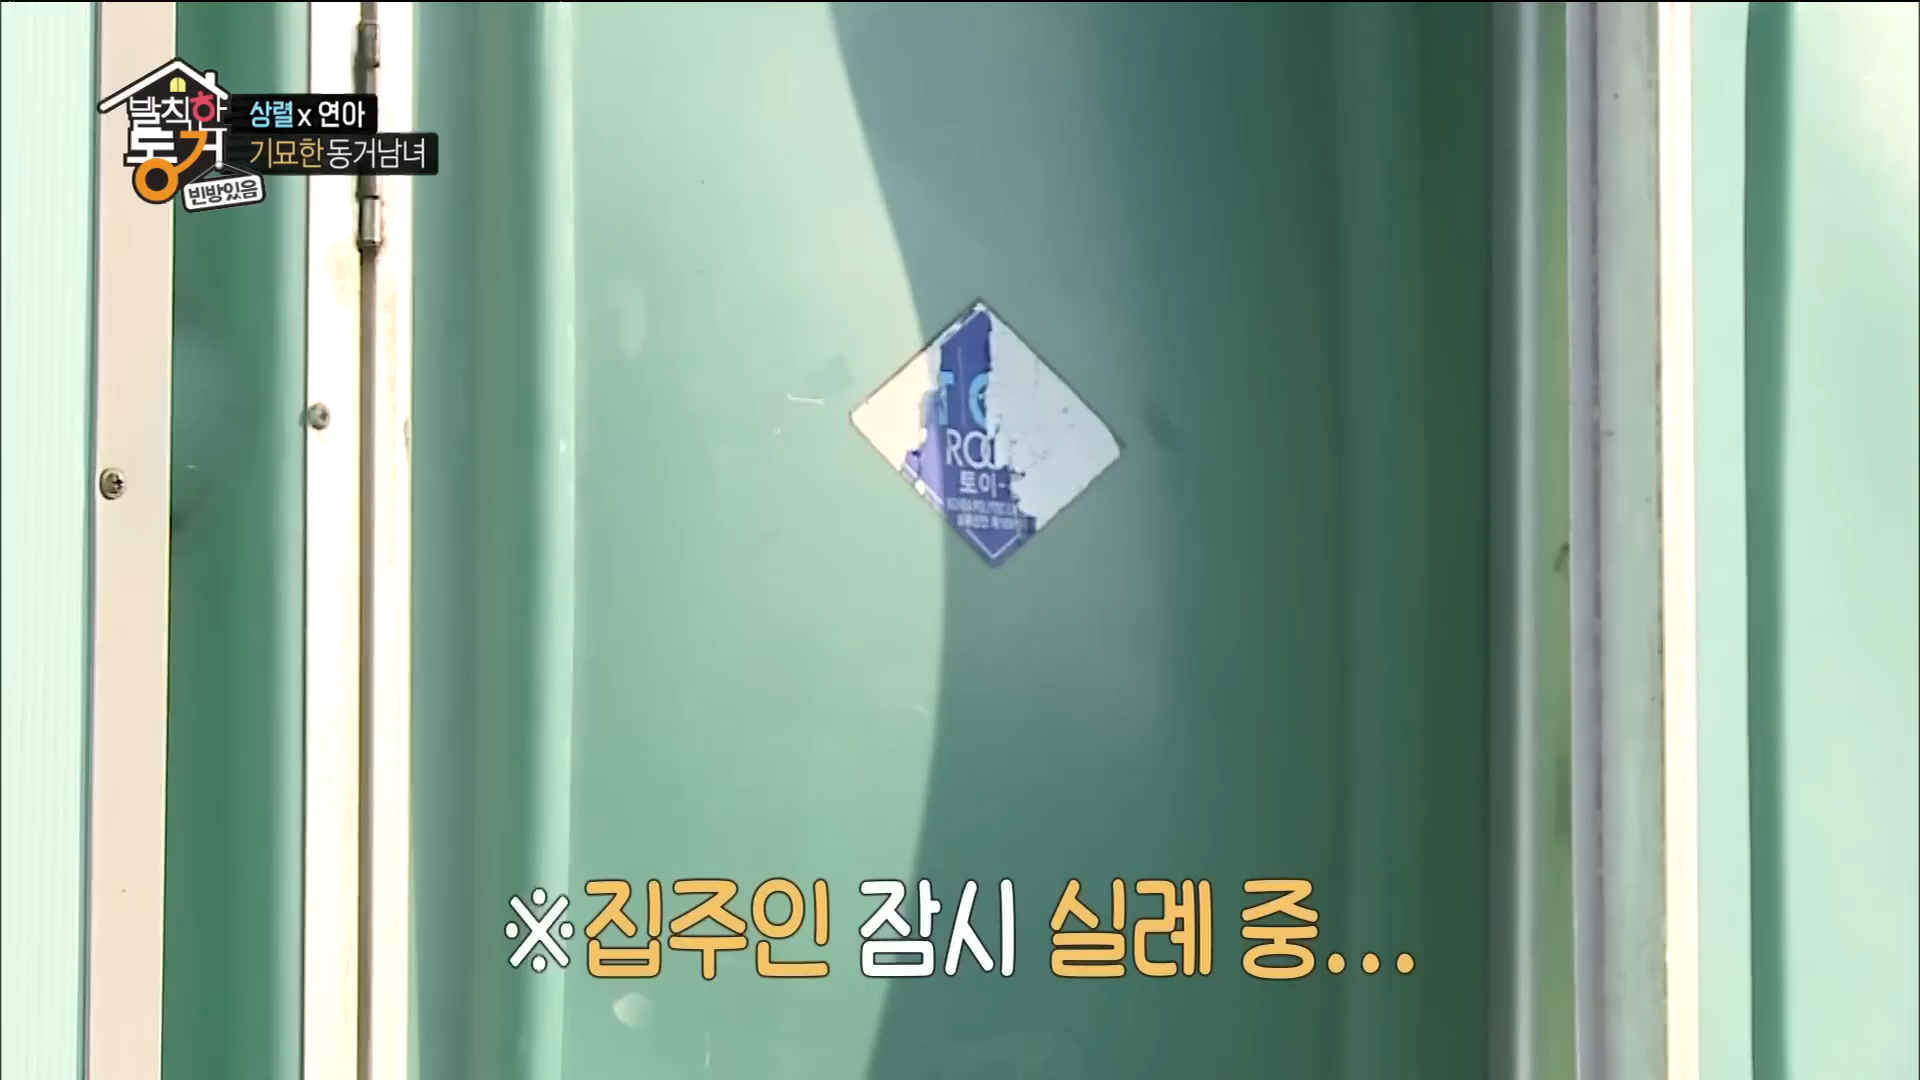 발칙한
동거
빈방있음
상렬x연아
기묘한동거남녀
토이-
※집주인 잠시 실례 중...